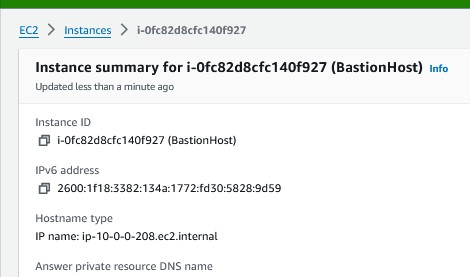 EC2 > Instances > i-0fc82d8cfc140f927
Instance summary for i-0fc82d8cfc140f927 (BastionHost) Info
Updated less than a minute ago
Instance ID
i-0fc82d8cfc140f927 (BastionHost)
IPv6 address
2600:1f18:3382:134a:1772:fd30:5828:9d59
Hostname type
IP name: ip-10-0-0-208.ec2.internal
Answer private resource DNS name